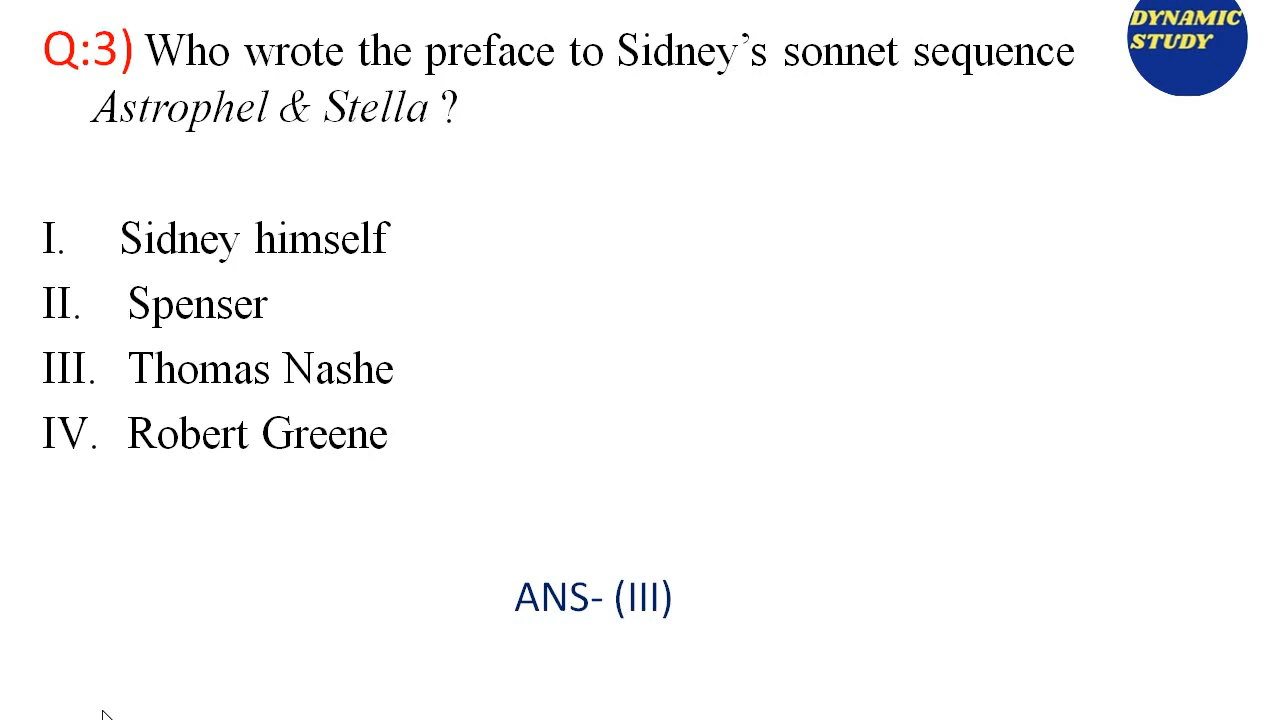 DYNAMIC
STUDY
Q:3) Who wrote the preface to Sidney’s sonnet sequence
Astrophel & Stella ?
I. Sidney himself
II. Spenser
III. Thomas Nashe
IV. Robert Greene
ANS- (III)